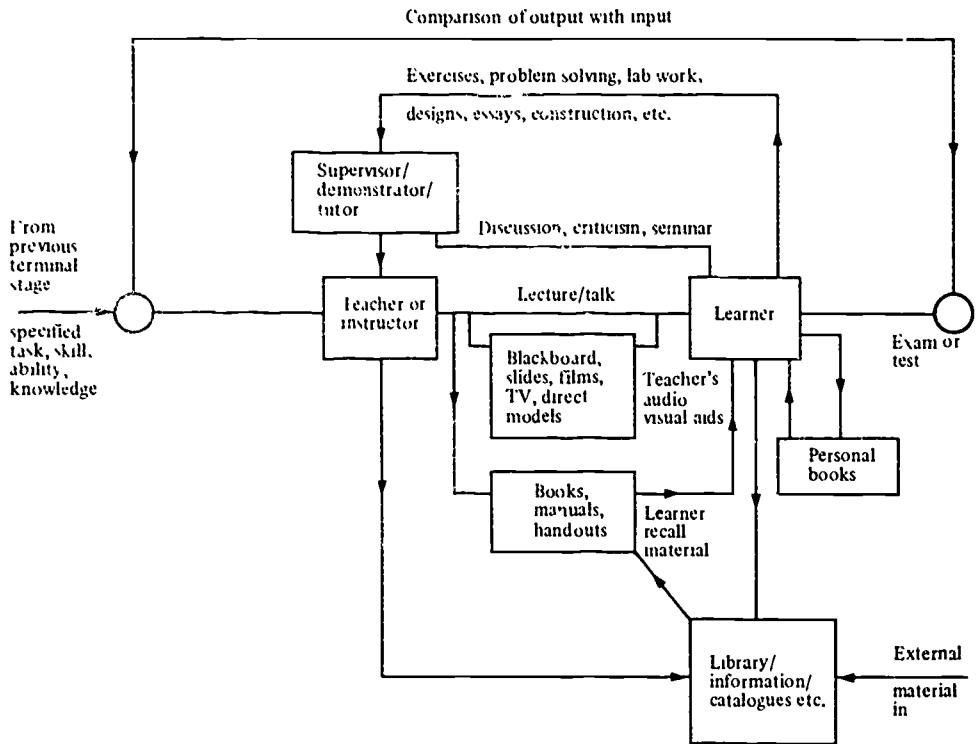 Comparison of output with input
Exercises, problem solving, lab work,
designs, essays, construction, etc.
Supervisor/
demonstrator/
tutor
From
previous
terminal
stage
Discussion, criticism, seminar
Teacher or
instructor
Lecture/talk
Learner
specified
task, skill,
ability,
knowledge
Exam or
test
Blackboard,
slides, films,
TV, direct
models
Teacher's
audio
visual aids
Personal
books
Books,
manuals,
handouts
Learner
recall
material
Library/
information/
catalogues etc.
External
material
in